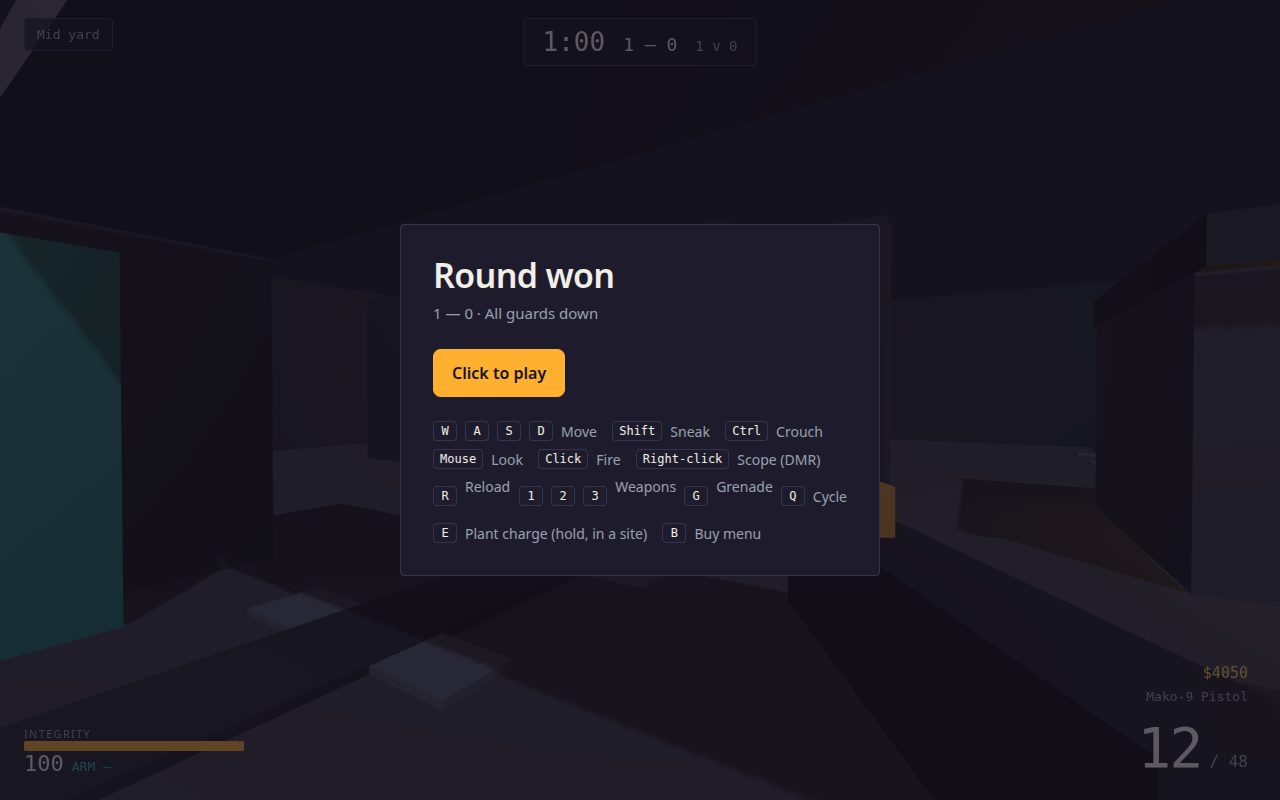 Mid yard
1:00 1 — 0 1 v 0
Round won
1 — 0 · All guards down
Click to play
W A S D Move Shift Sneak Ctrl Crouch
Mouse Look Click Fire Right-click Scope (DMR)
R Reload 1 2 3 Weapons G Grenade Q Cycle
E Plant charge (hold, in a site) B Buy menu
$4050
Mako-9 Pistol
INTEGRITY
100 ARM —
12 / 48